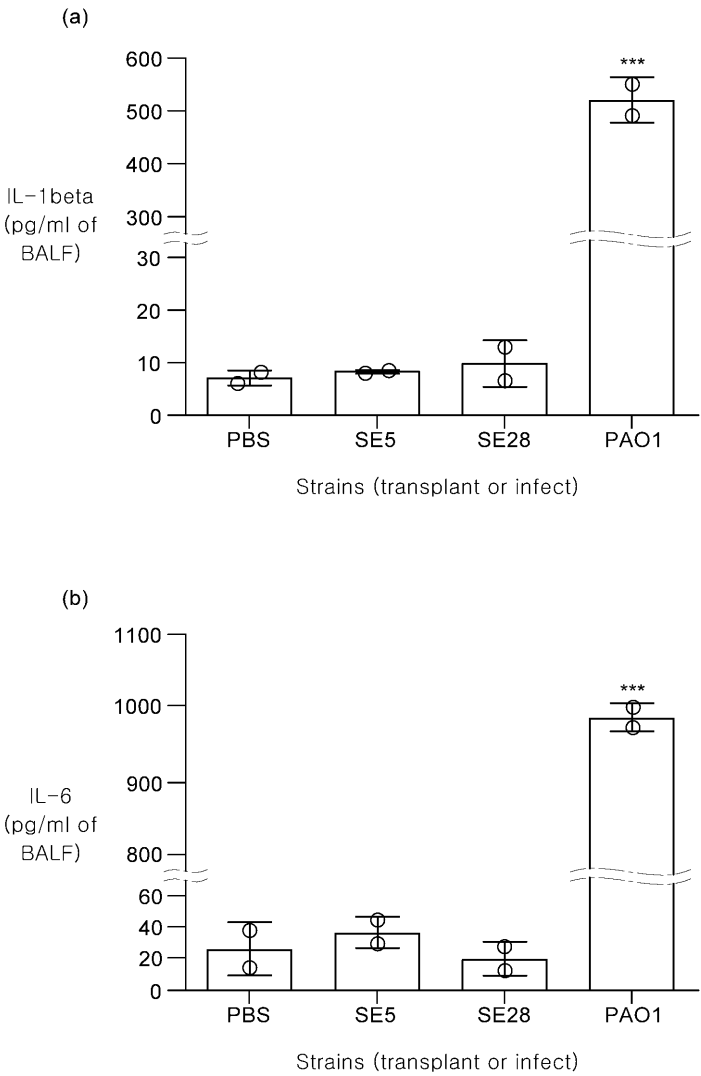 (a)
600
500
400
300
30
20
10
0
IL-1beta
(pg/ml of
BALF)
***
PBS SE5 SE28 PAO1
Strains (transplant or infect)
(b)
1100
1000
900
800
60
40
20
0
IL-6
(pg/ml of
BALF)
***
PBS SE5 SE28 PAO1
Strains (transplant or infect)